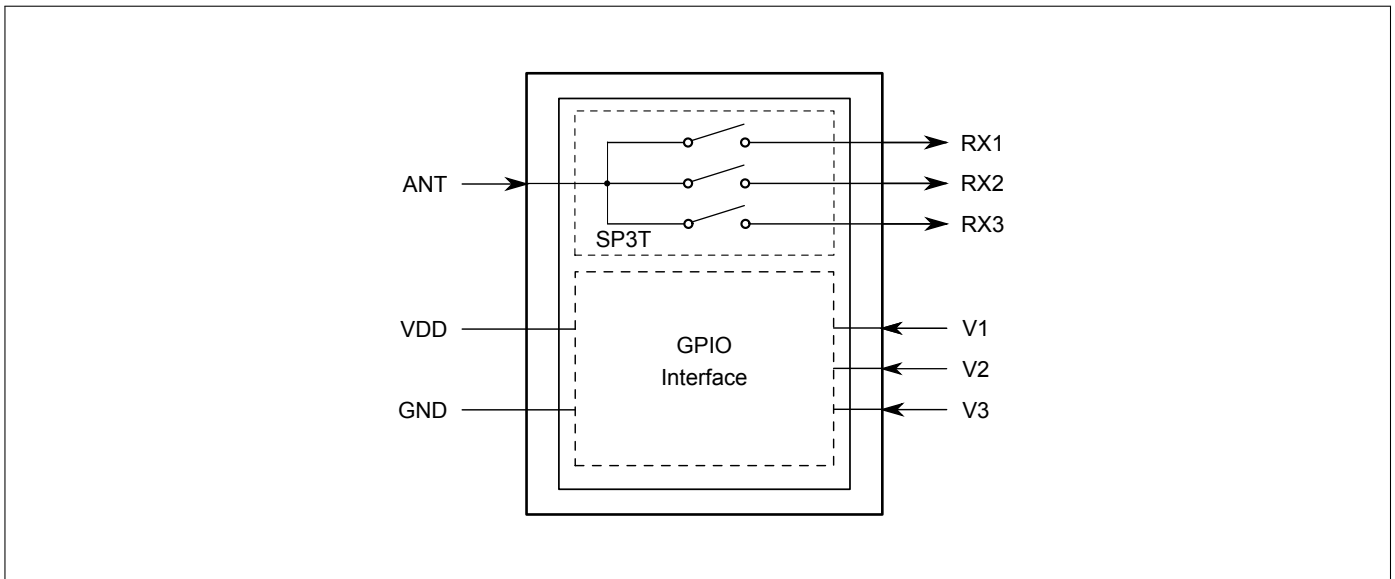 RX1
ANT
RX2
RX3
SP3T
VDD
V1
GPIO
Interface
V2
GND
V3